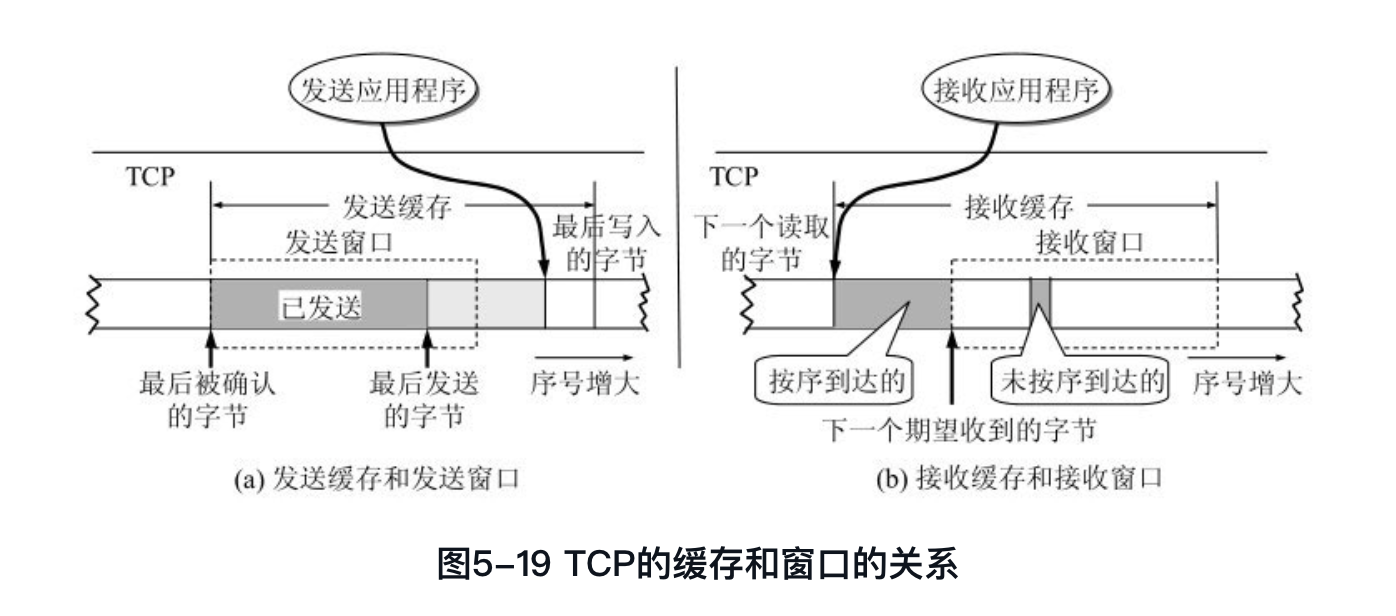 发送应用程序
TCP
发送缓存
最后写入
的字节
发送窗口
已发送
最后被确认
的字节
最后发送
的字节
序号增大
(a) 发送缓存和发送窗口
接收应用程序
TCP
接收缓存
下一个读取
的字节
接收窗口
按序到达的
未按序到达的
序号增大
下一个期望收到的字节
(b) 接收缓存和接收窗口
图5-19 TCP的缓存和窗口的关系